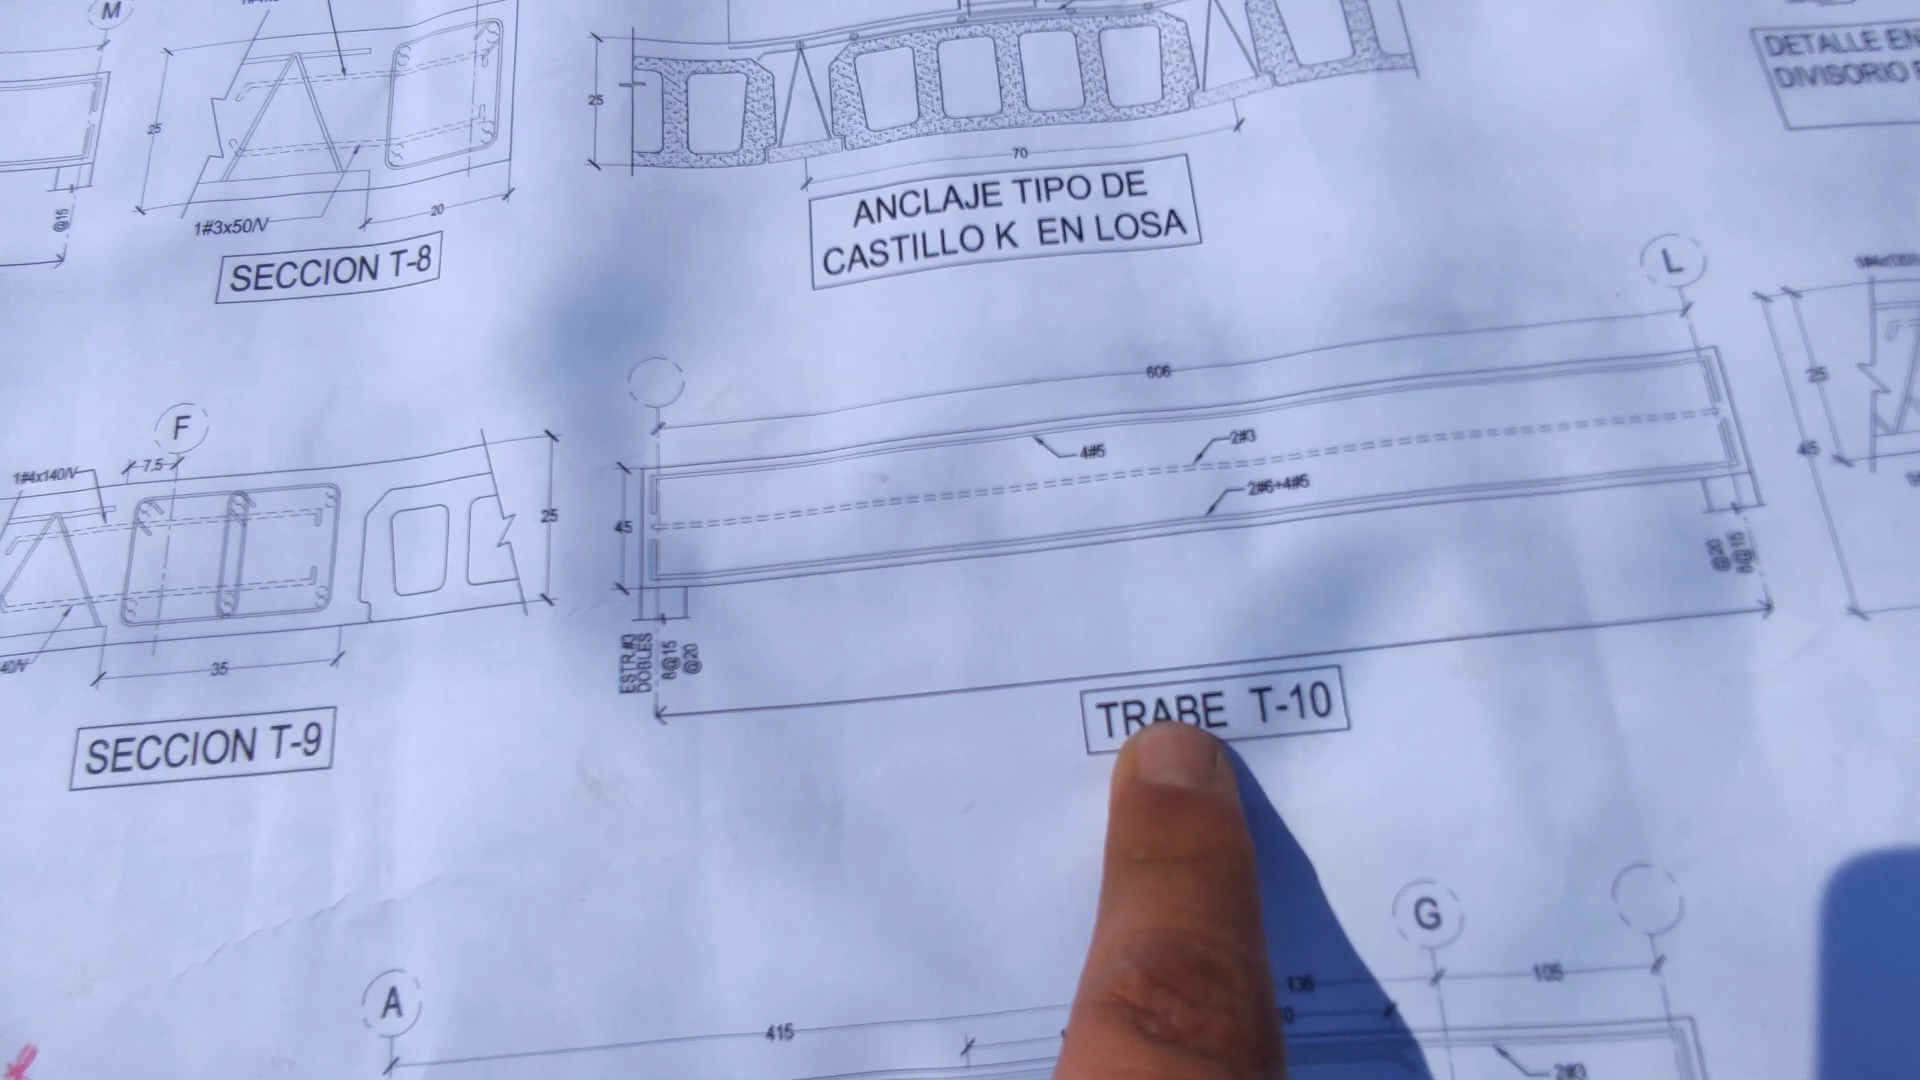 M
25
@15
1#3x50/V
20
SECCION T-8
25
70
ANCLAJE TIPO DE
CASTILLO K EN LOSA
DETALLE EN
DIVISORIO
L
606
4#5
2#3
2#6+4#5
45
ESTR.#3
DOBLES
8@15
@20
@20
8@15
TRABE T-10
25
45
F
7.5
1#4x140/V
25
40/V
35
SECCION T-9
A
415
G
135
105
2#3